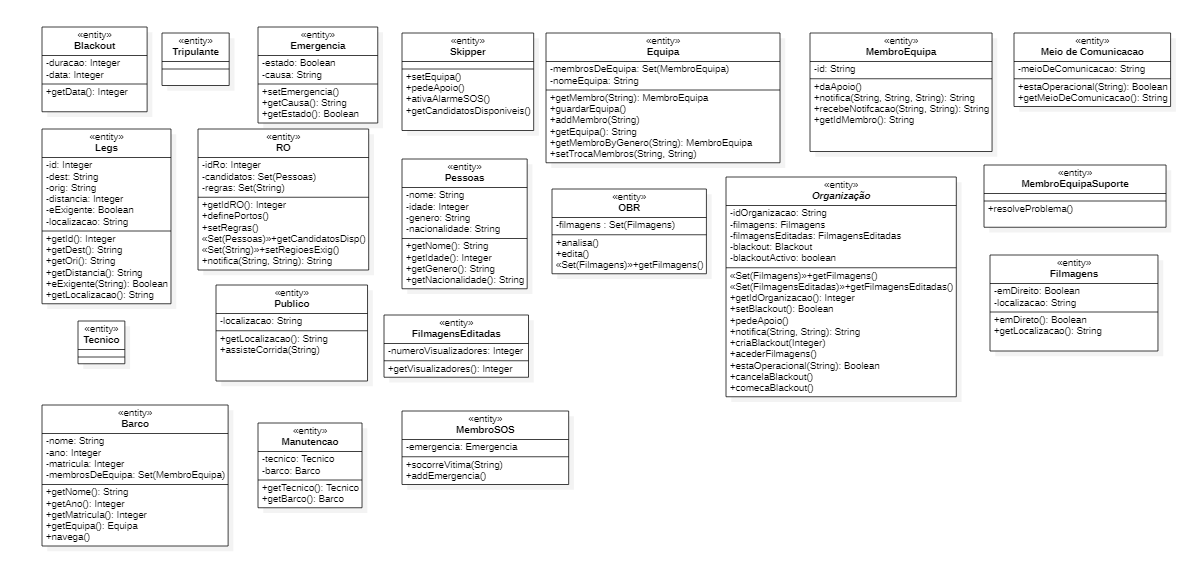 «entity»
Blackout
-duracao: Integer
-data: Integer
+getData(): Integer
«entity»
Tripulante
«entity»
Emergencia
-estado: Boolean
-causa: String
+setEmergencia()
+getCausa(): String
+getEstado(): Boolean
«entity»
Skipper
+setEquipa()
+pedeApoio()
+ativaAlarmeSOS()
+getCandidatosDisponiveis()
«entity»
Equipa
-membrosDeEquipa: Set(MembroEquipa)
-nomeEquipa: String
+getMembro(String): MembroEquipa
+guardarEquipa()
+addMembro(String)
+getEquipa(): String
+getMembroByGenero(String): MembroEquipa
+setTrocaMembros(String, String)
«entity»
MembroEquipa
-id: String
+daApoio()
+notifica(String, String, String): String
+recebeNotifcacao(String, String): String
+getIdMembro(): String
«entity»
Meio de Comunicacao
-meioDeComunicacao: String
+estaOperacional(String): Boolean
+getMeioDeComunicacao(): String
«entity»
Legs
-id: Integer
-dest: String
-orig: String
-distancia: Integer
-eExigente: Boolean
-localizacao: String
+getId(): Integer
+getDest(): String
+getOri(): String
+getDistancia(): String
+eExigente(String): Boolean
+getLocalizacao(): String
«entity»
RO
-idRo: Integer
-candidatos: Set(Pessoas)
-regras: Set(String)
+getIdRO(): Integer
+definePortos()
+setRegras()
«Set(Pessoas)»+getCandidatosDisp()
«Set(String)»+setRegioesExig()
+notifica(String, String): String
«entity»
Pessoas
-nome: String
-idade: Integer
-genero: String
-nacionalidade: String
+getNome(): String
+getIdade(): Integer
+getGenero(): String
+getNacionalidade(): String
«entity»
OBR
-filmagens : Set(Filmagens)
+analisa()
+edita()
«Set(Filmagens)»+getFilmagens()
«entity»
Organização
-idOrganizacao: String
-filmagens: Filmagens
-filmagensEditadas: FilmagensEditadas
-blackout: Blackout
-blackoutActivo: boolean
«Set(Filmagens)»+getFilmagens()
«Set(FilmagensEditadas)»+getFilmagensEditadas()
+getIdOrganizacao(): Integer
+setBlackout(): Boolean
+pedeApoio()
+notifica(String, String): String
+criaBlackout(Integer)
+acederFilmagens()
+estaOperacional(String): Boolean
+cancelaBlackout()
+comecaBlackout()
«entity»
MembroEquipaSuporte
+resolveProblema()
«entity»
Filmagens
-emDireito: Boolean
-localizacao: String
+emDireto(): Boolean
+getLocalizacao(): String
«entity»
Tecnico
«entity»
Publico
-localizacao: String
+getLocalizacao(): String
+assisteCorrida(String)
«entity»
FilmagensEditadas
-numeroVisualizadores: Integer
+getVisualizadores(): Integer
«entity»
Barco
-nome: String
-ano: Integer
-matricula: Integer
-membrosDeEquipa: Set(MembroEquipa)
+getNome(): String
+getAno(): Integer
+getMatricula(): Integer
+getEquipa(): Equipa
+navega()
«entity»
Manutencao
-tecnico: Tecnico
-barco: Barco
+getTecnico(): Tecnico
+getBarco(): Barco
«entity»
MembroSOS
-emergencia: Emergencia
+socorreVitima(String)
+addEmergencia()